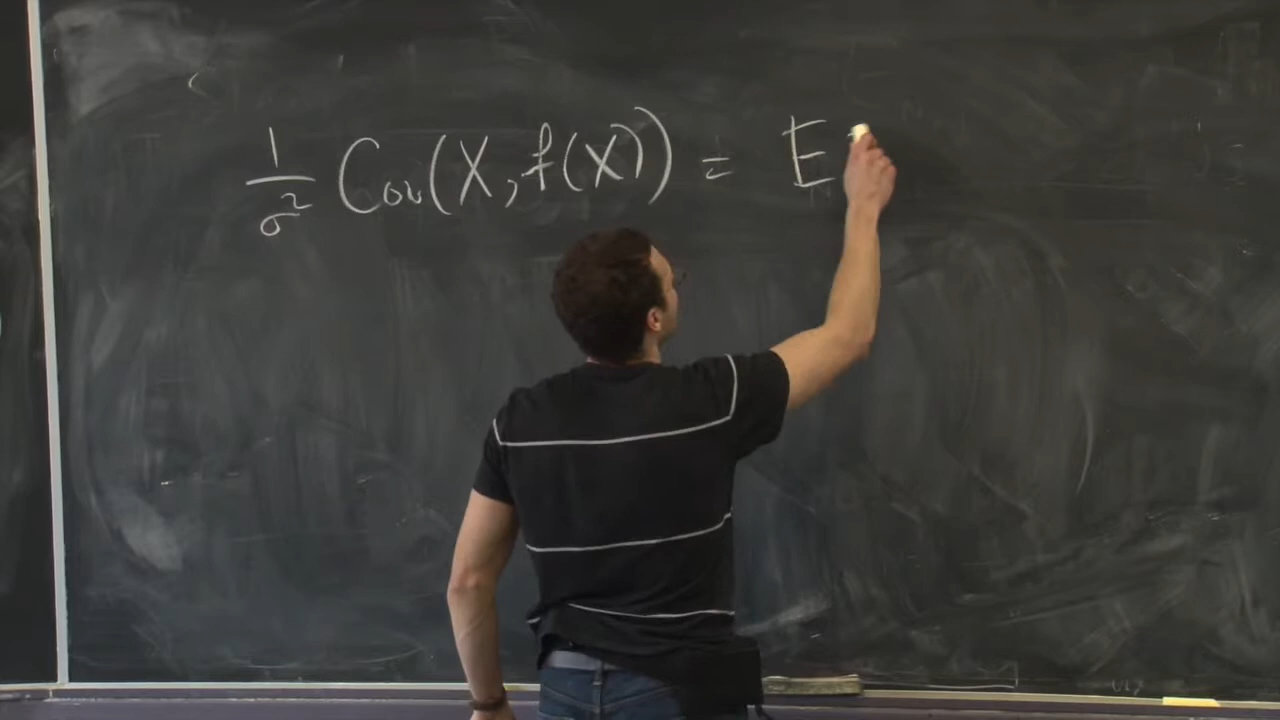 1/σ² Cov(X, f(X)) = E